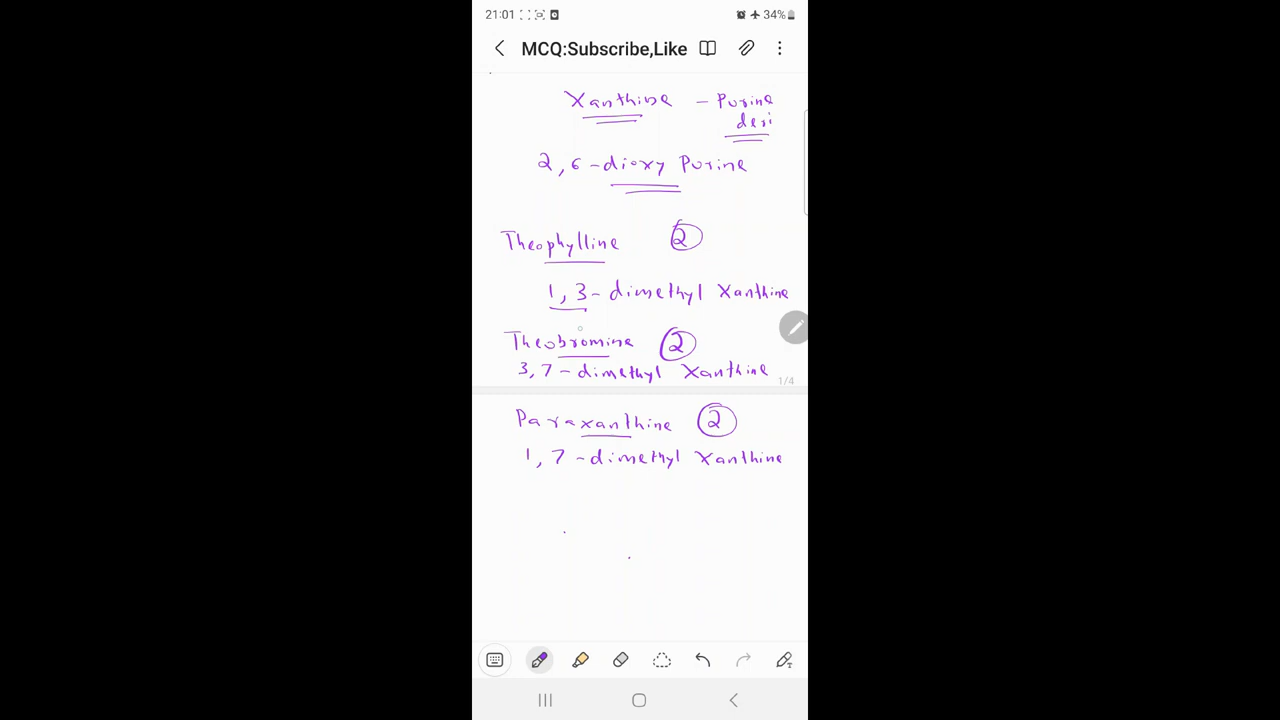 21:01 34%
MCQ:Subscribe,Like
Xanthine - Purine
deri
2,6-dioxy Purine
Theophylline 2
1,3-dimethyl Xanthine
Theobromine 2
3,7-dimethyl Xanthine
1/4
Paraxanthine 2
1,7-dimethyl Xanthine